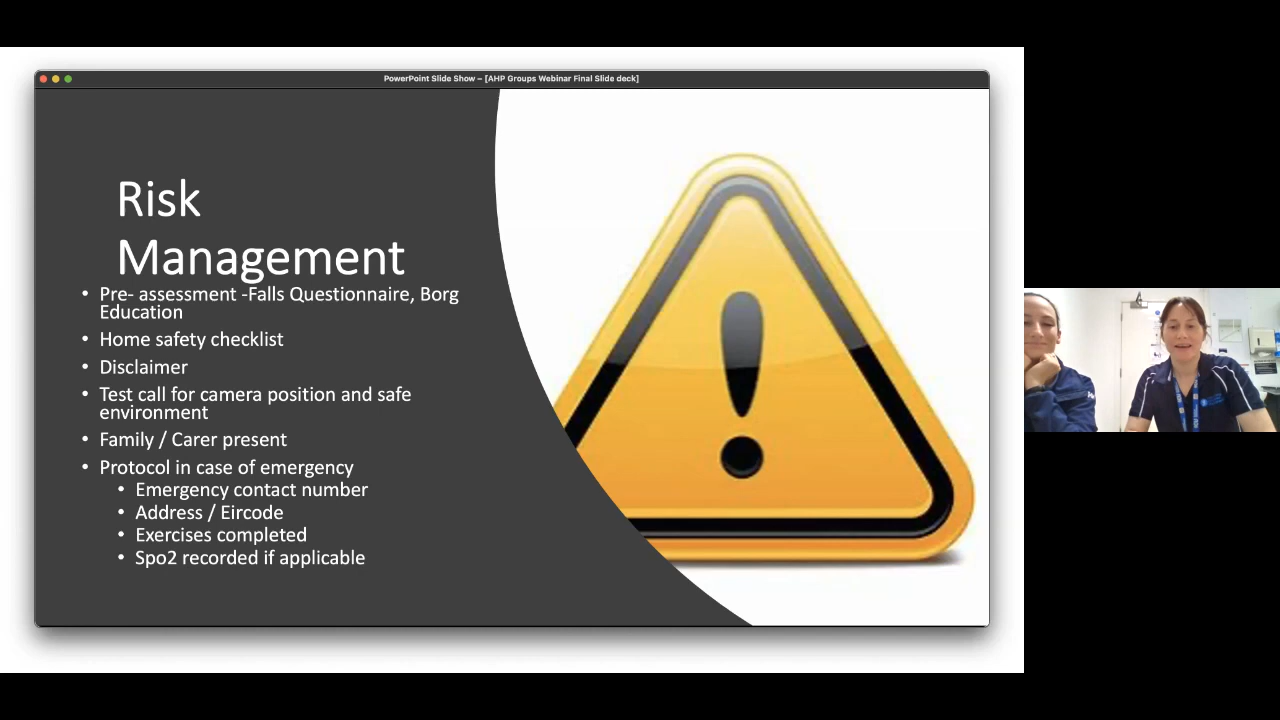 PowerPoint Slide Show – [AHP Groups Webinar Final Slide deck]
Risk
Management
• Pre- assessment -Falls Questionnaire, Borg
Education
• Home safety checklist
• Disclaimer
• Test call for camera position and safe
environment
• Family / Carer present
• Protocol in case of emergency
• Emergency contact number
• Address / Eircode
• Exercises completed
• Spo2 recorded if applicable